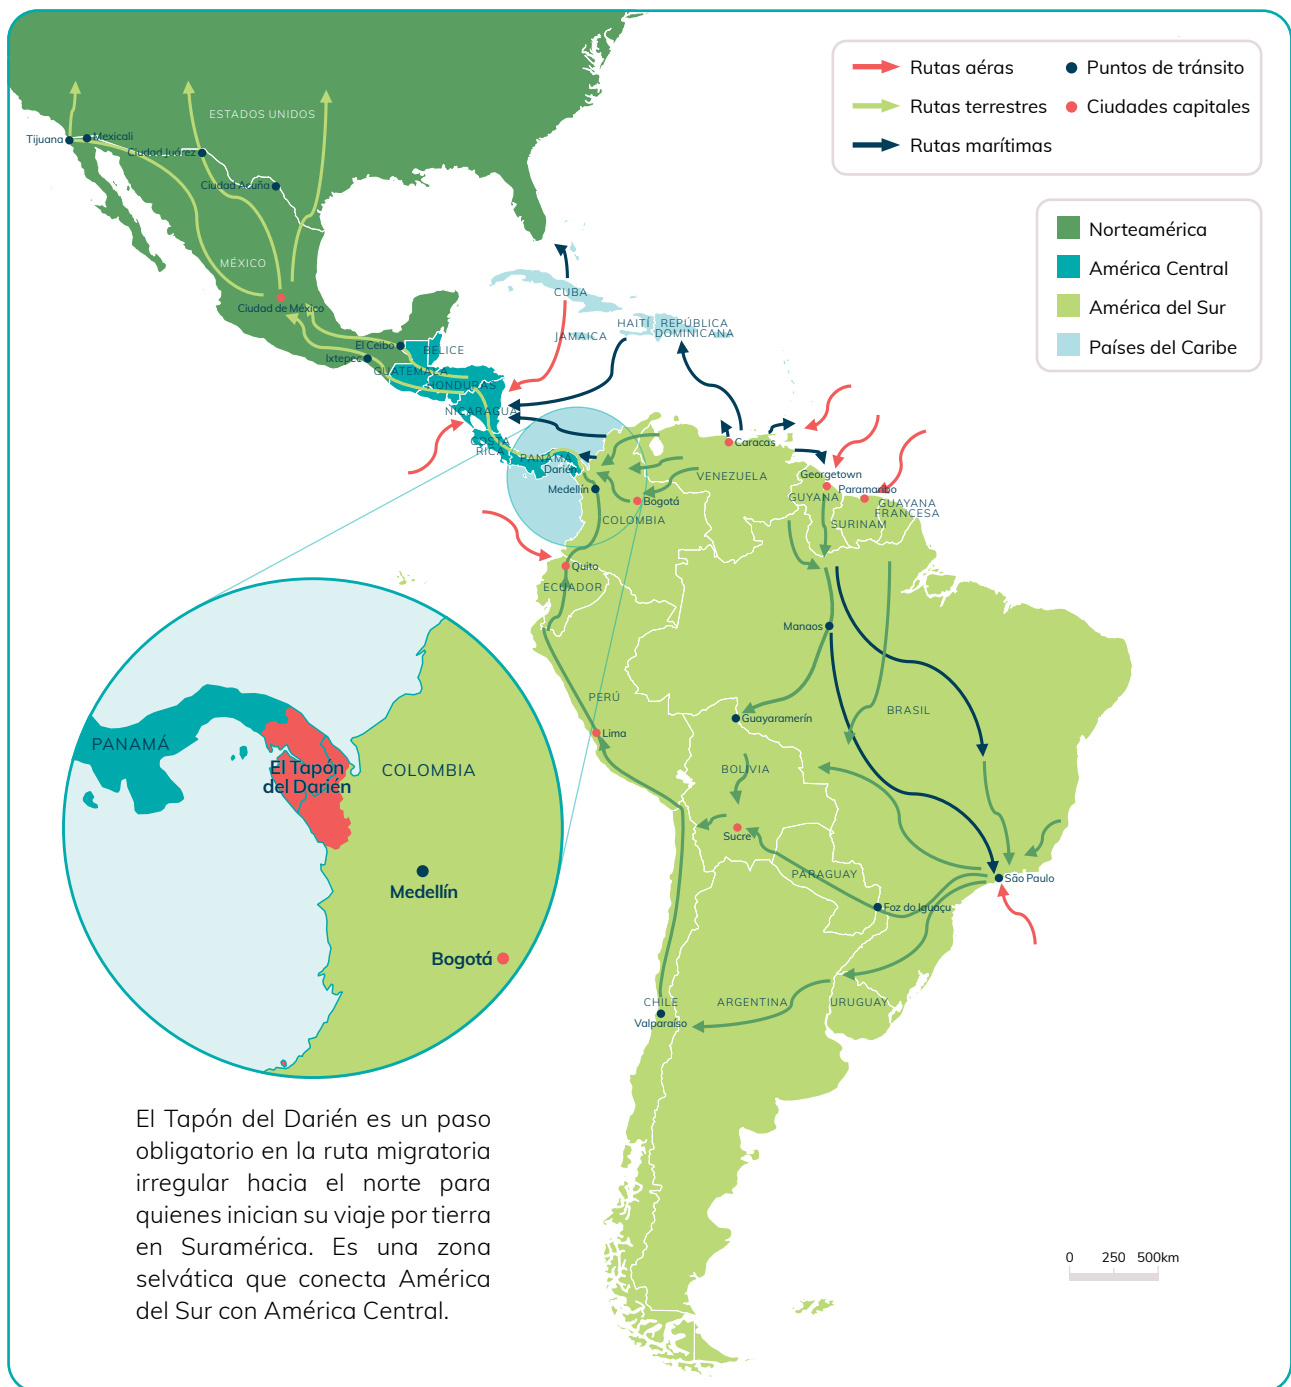 Rutas aéras
Puntos de tránsito
Rutas terrestres
Ciudades capitales
Rutas marítimas
Norteamérica
América Central
América del Sur
Países del Caribe
ESTADOS UNIDOS
Tijuana
Mexicali
Ciudad Juárez
Ciudad Acuña
MÉXICO
Ciudad de México
CUBA
HAITÍ
REPÚBLICA
DOMINICANA
JAMAICA
El Ceibo
BELICE
Ixtepec
GUATEMALA
HONDURAS
NICARAGUA
COSTA
RICA
PANAMÁ
Darién
Medellín
Caracas
VENEZUELA
Georgetown
Paramaribo
GUYANA
GUAYANA
FRANCESA
SURINAM
Bogotá
COLOMBIA
Quito
ECUADOR
Manaos
PERÚ
Lima
Guayaramerín
BRASIL
BOLIVIA
Sucre
PARAGUAY
São Paulo
Foz do Iguaçu
CHILE
Valparaíso
ARGENTINA
URUGUAY
PANAMÁ
El Tapón
del Darién
COLOMBIA
Medellín
Bogotá
El Tapón del Darién es un paso
obligatorio en la ruta migratoria
irregular hacia el norte para
quienes inician su viaje por tierra
en Suramérica. Es una zona
selvática que conecta América
del Sur con América Central.
0 250 500km